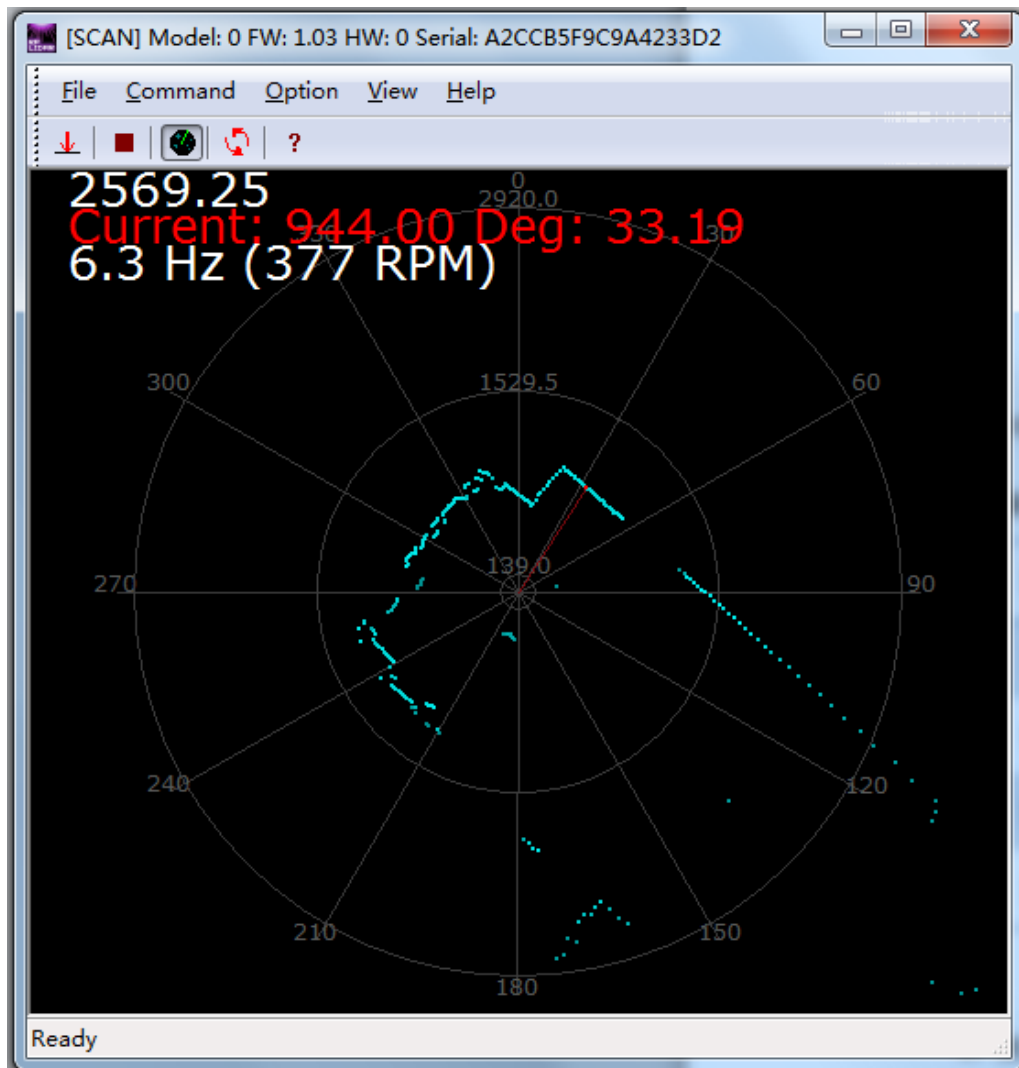 [SCAN] Model: 0 FW: 1.03 HW: 0 Serial: A2CCB5F9C9A4233D2
File Command Option View Help
?
2569.25
0
2920.0
Current: 944.00 Deg: 33.19
330 30
6.3 Hz (377 RPM)
300 1529.5 60
139.0
270 90
240 120
210 150
180
Ready